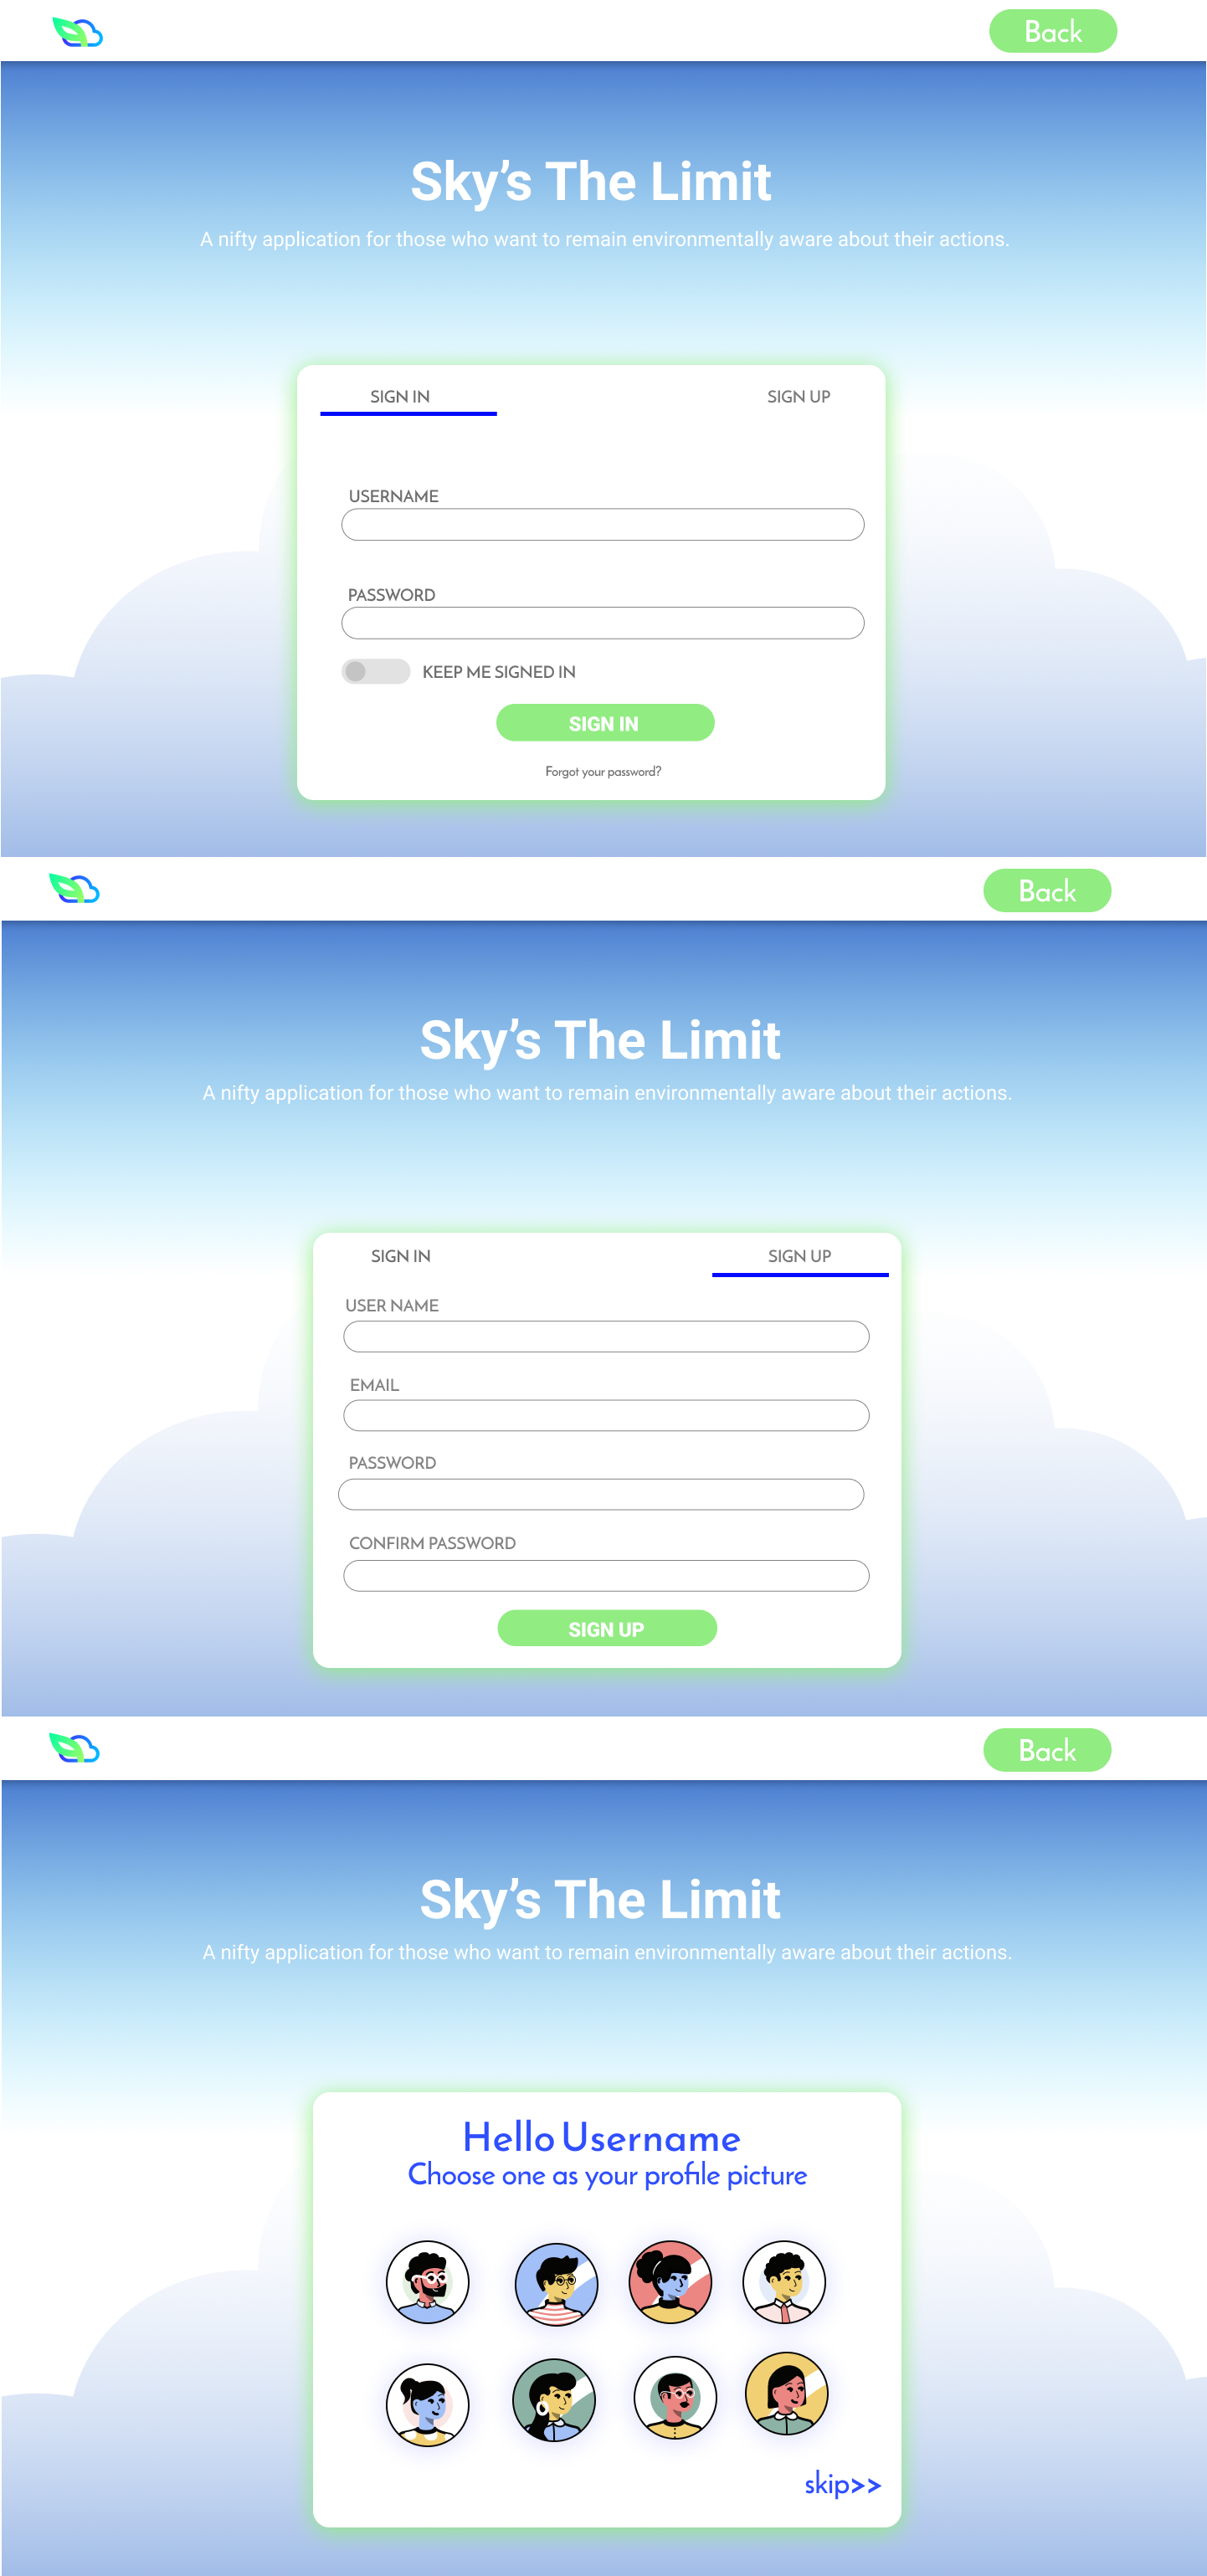 Back
Sky’s The Limit
A nifty application for those who want to remain environmentally aware about their actions.
SIGN IN
SIGN UP
USERNAME
PASSWORD
KEEP ME SIGNED IN
SIGN IN
Forgot your password?
Back
Sky’s The Limit
A nifty application for those who want to remain environmentally aware about their actions.
SIGN IN
SIGN UP
USER NAME
EMAIL
PASSWORD
CONFIRM PASSWORD
SIGN UP
Back
Sky’s The Limit
A nifty application for those who want to remain environmentally aware about their actions.
Hello Username
Choose one as your profile picture
skip>>